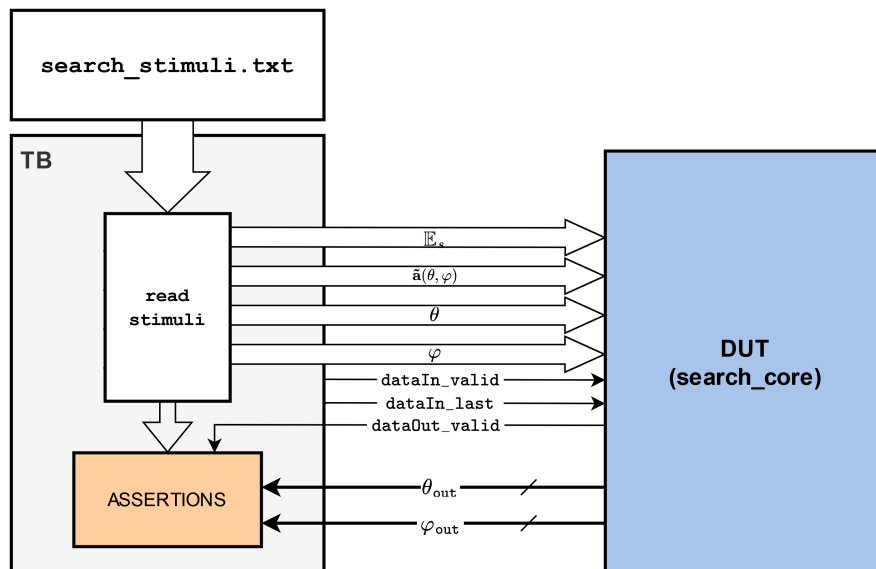 search_stimuli.txt
TB
𝔼ₛ
ã(θ, φ)
read
stimuli
θ
φ
DUT
(search_core)
dataIn_valid
dataIn_last
dataOut_valid
ASSERTIONS
θout
φout